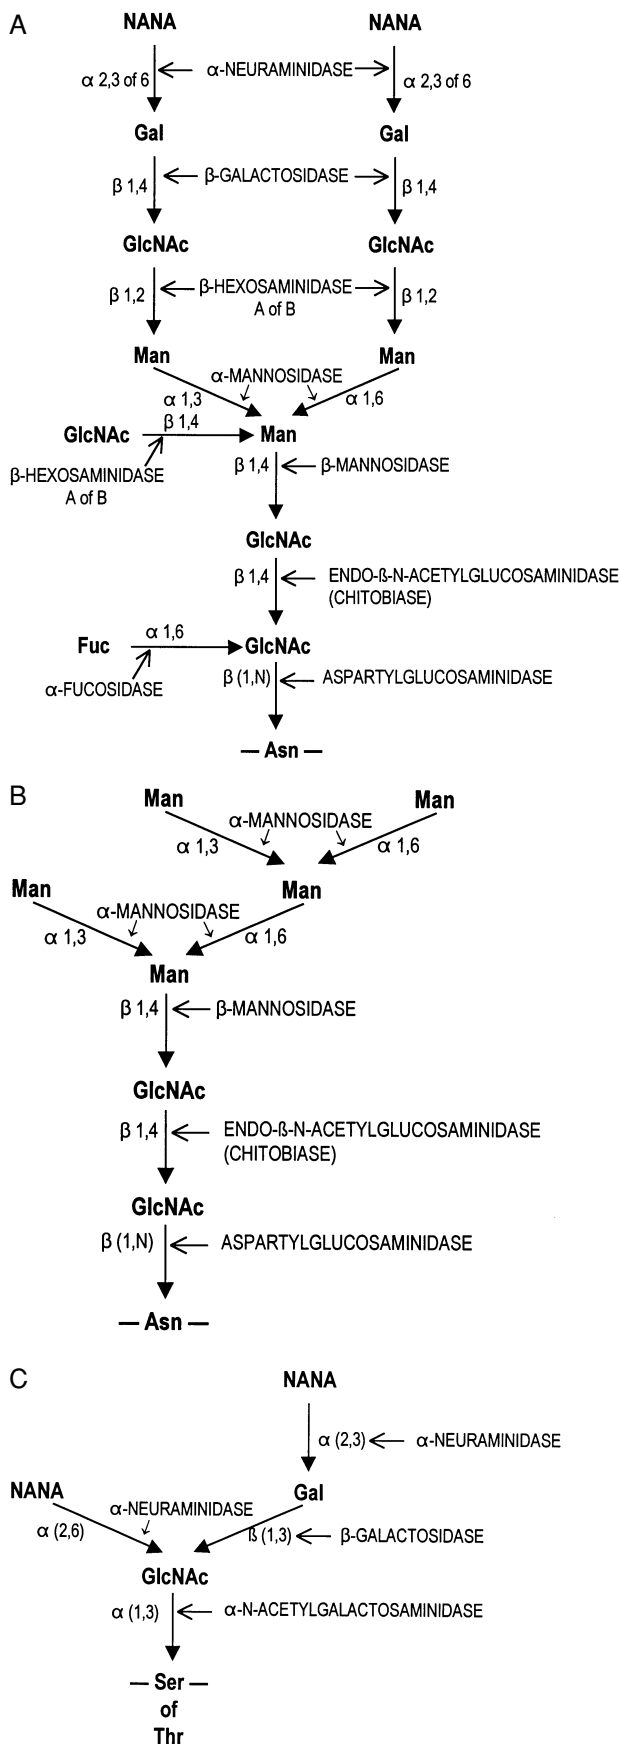 A
NANA NANA
α 2,3 of 6 α-NEURAMINIDASE α 2,3 of 6
Gal Gal
β 1,4 β-GALACTOSIDASE β 1,4
GlcNAc GlcNAc
β 1,2 β-HEXOSAMINIDASE β 1,2
A of B
Man Man
α-MANNOSIDASE
α 1,3 α 1,6
β 1,4
GlcNAc Man
β-HEXOSAMINIDASE
A of B
β 1,4 β-MANNOSIDASE
GlcNAc
β 1,4 ENDO-ß-N-ACETYLGLUCOSAMINIDASE
(CHITOBIASE)
Fuc α 1,6 GlcNAc
α-FUCOSIDASE
β (1,N) ASPARTYLGLUCOSAMINIDASE
— Asn —
B
Man Man
α-MANNOSIDASE
α 1,3 α 1,6
Man Man
α-MANNOSIDASE
α 1,3 α 1,6
Man
β 1,4 β-MANNOSIDASE
GlcNAc
β 1,4 ENDO-ß-N-ACETYLGLUCOSAMINIDASE
(CHITOBIASE)
GlcNAc
β (1,N) ASPARTYLGLUCOSAMINIDASE
— Asn —
C
NANA
α (2,3) α-NEURAMINIDASE
NANA Gal
α-NEURAMINIDASE
α (2,6) ß (1,3) β-GALACTOSIDASE
GlcNAc
α (1,3) α-N-ACETYLGALACTOSAMINIDASE
— Ser —
of
Thr